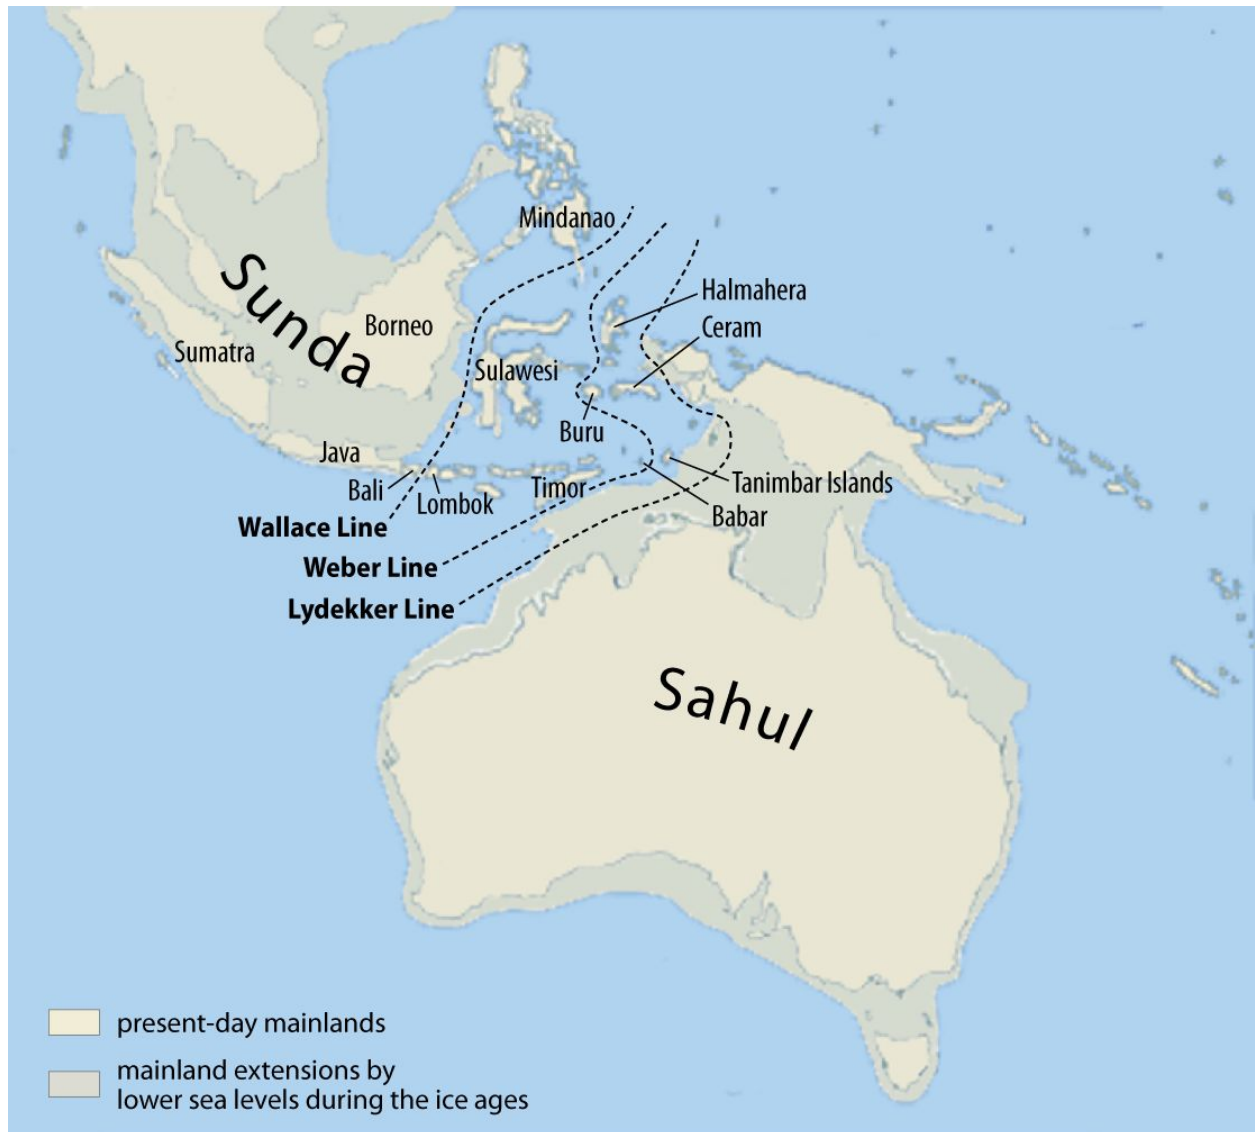 Mindanao
Sunda
Halmahera
Borneo
Ceram
Sumatra
Sulawesi
Buru
Java
Bali
Lombok
Timor
Tanimbar Islands
Babar
Wallace Line
Weber Line
Lydekker Line
Sahul
present-day mainlands
mainland extensions by
lower sea levels during the ice ages